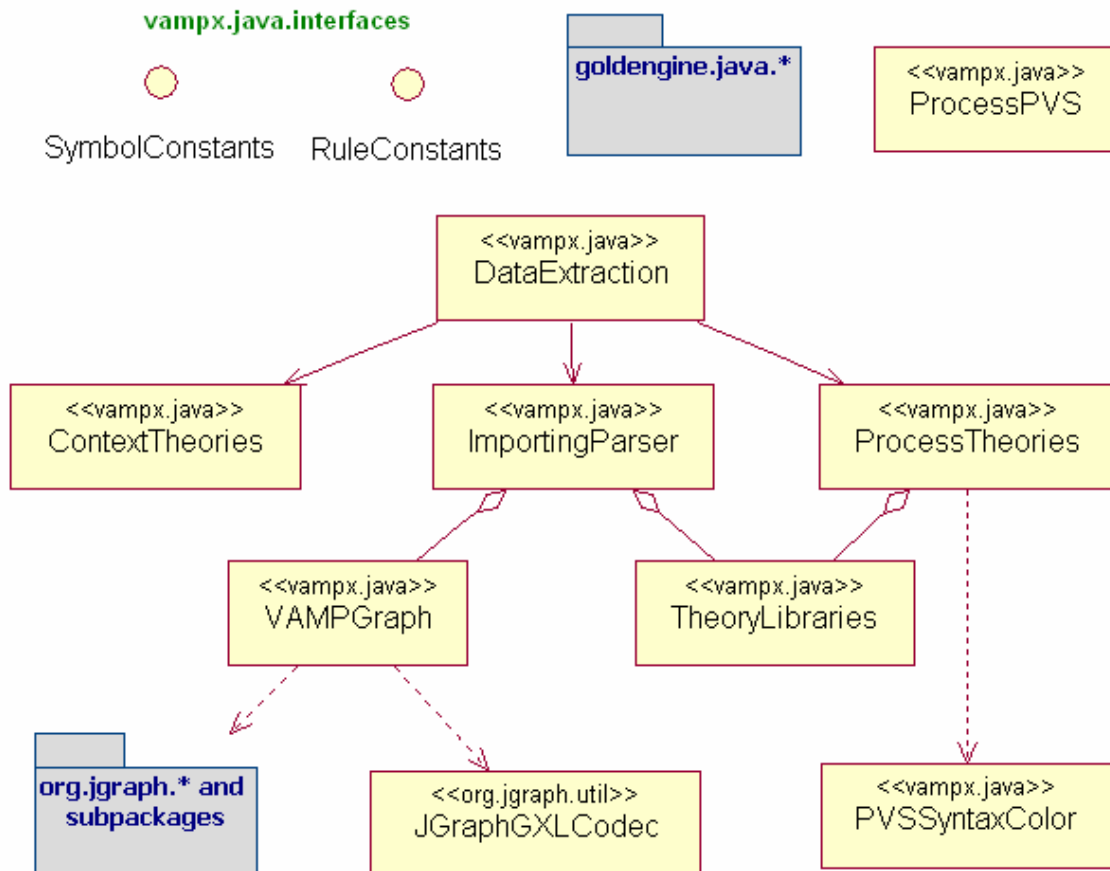 vampx.java.interfaces
SymbolConstants
RuleConstants
goldengine.java.*
<<vampx.java>>
ProcessPVS
<<vampx.java>>
DataExtraction
<<vampx.java>>
ContextTheories
<<vampx.java>>
ImportingParser
<<vampx.java>>
ProcessTheories
<<vampx.java>>
VAMPGraph
<<vampx.java>>
TheoryLibraries
org.jgraph.* and
subpackages
<<org.jgraph.util>>
JGraphGXLCodec
<<vampx.java>>
PVSSyntaxColor